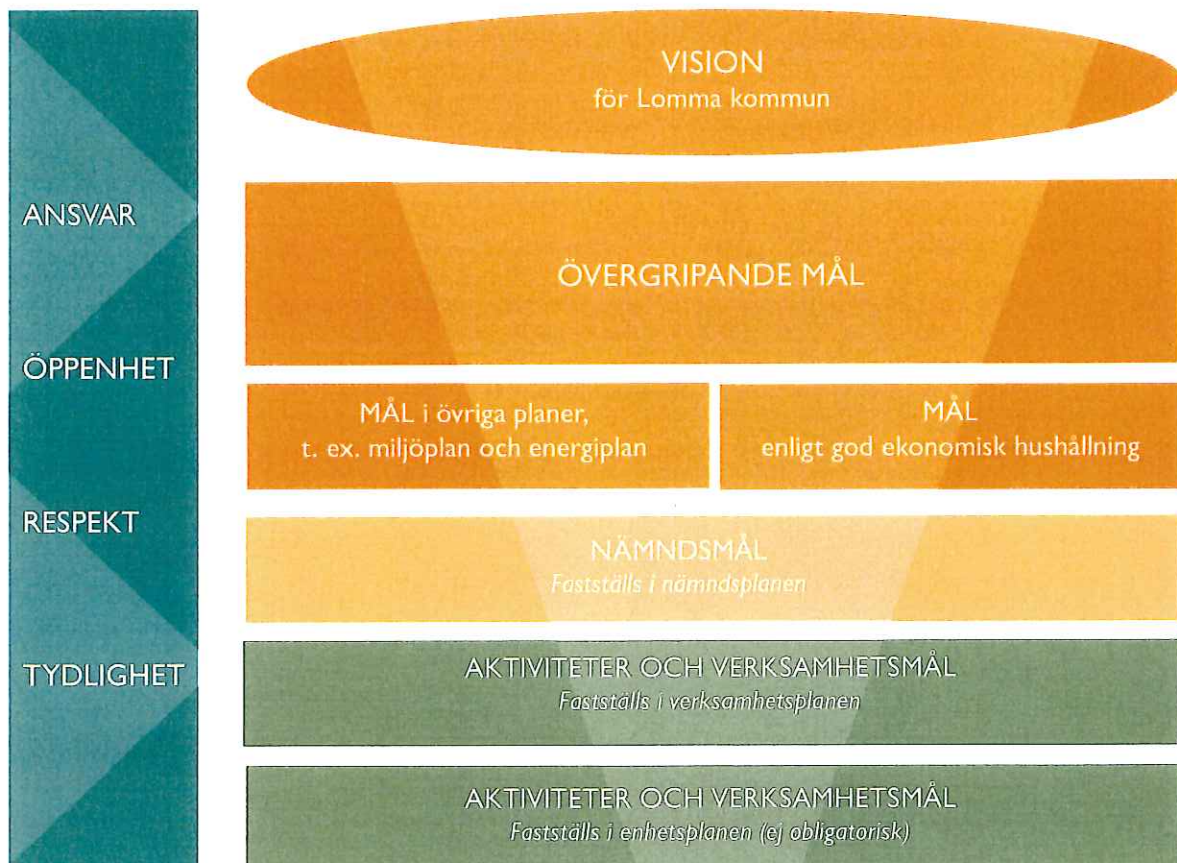 ANSVAR
ÖPPENHET
RESPEKT
TYDLIGHET
VISION
för Lomma kommun
ÖVERGRIPANDE MÅL
MÅL i övriga planer,
t. ex. miljöplan och energiplan
MÅL
enligt god ekonomisk hushållning
NÄMNDSMÅL
Fastställs i nämndsplanen
AKTIVITETER OCH VERKSAMHETSMÅL
Fastställs i verksamhetsplanen
AKTIVITETER OCH VERKSAMHETSMÅL
Fastställs i enhetsplanen (ej obligatorisk)